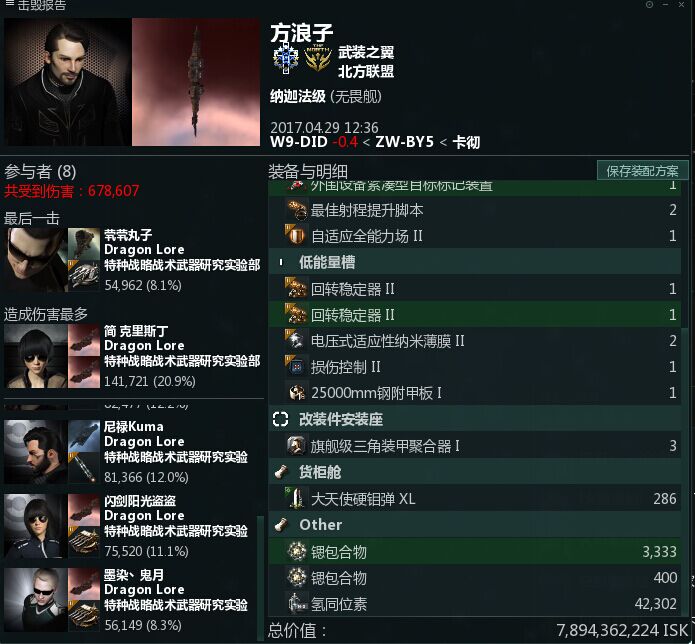 击毁报告
方浪子
武装之翼
北方联盟
纳迦法级 (无畏舰)
2017.04.29 12:36
W9-DID -0.4 < ZW-BY5 < 卡彻
参与者 (8)
共受到伤害：678,607
最后一击
茕茕丸子
Dragon Lore
特种战略战术武器研究实验部
54,962 (8.1%)
造成伤害最多
简 克里斯丁
Dragon Lore
特种战略战术武器研究实验部
141,721 (20.9%)
82,477 (12.2%)
尼禄Kuma
Dragon Lore
特种战略战术武器研究实验
81,366 (12.0%)
闪剑阳光盗盗
Dragon Lore
特种战略战术武器研究实验
75,520 (11.1%)
墨染、鬼月
Dragon Lore
特种战略战术武器研究实验
56,149 (8.3%)
装备与明细
保存装配方案
外国设备紧凑型目标标记装置 1
最佳射程提升脚本 2
自适应全能力场 II 1
低能量槽
回转稳定器 II 1
回转稳定器 II 1
电压式适应性纳米薄膜 II 2
损伤控制 II 1
25000mm钢附甲板 I 1
改装件安装座
旗舰级三角装甲聚合器 I 3
货柜舱
大天使硬钼弹 XL 286
Other
锶包合物 3,333
锶包合物 400
氢同位素 42,302
总价值： 7,894,362,224 ISK